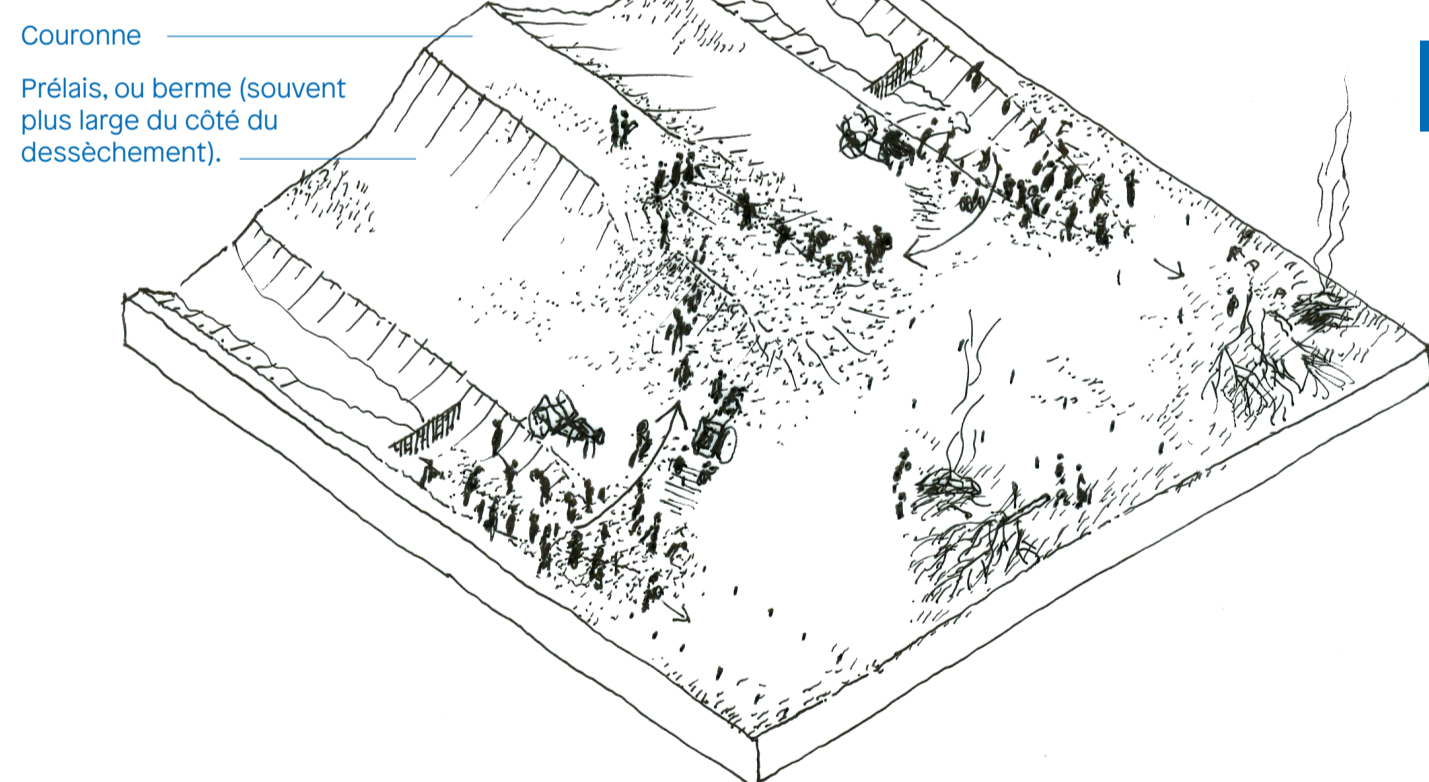 Couronne
Prélais, ou berme (souvent
plus large du côté du
dessèchement).